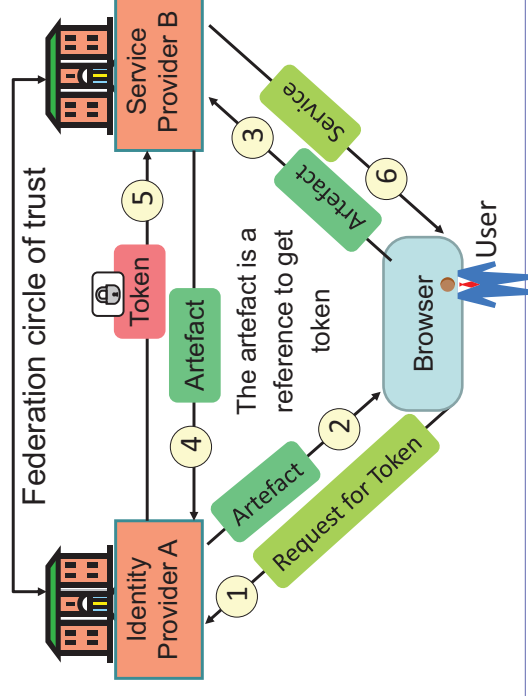 Federation circle of trust
Identity
Provider A
Service
Provider B
Token
5
Artefact
4
The artefact is a
reference to get
token
Artefact
2
Request for Token
1
3
Artefact
Service
6
Browser
User